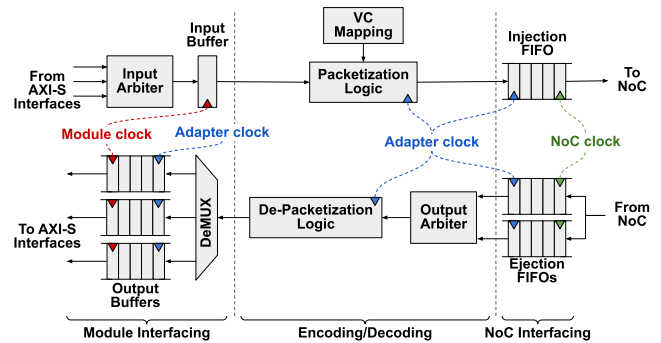 VC
Mapping
Input
Buffer
Injection
FIFO
Input
Arbiter
Packetization
Logic
From
AXI-S
Interfaces
To
NoC
Module clock
Adapter clock
Adapter clock
NoC clock
To AXI-S
Interfaces
DeMUX
De-Packetization
Logic
Output
Arbiter
From
NoC
Output
Buffers
Ejection
FIFOs
Module Interfacing
Encoding/Decoding
NoC Interfacing